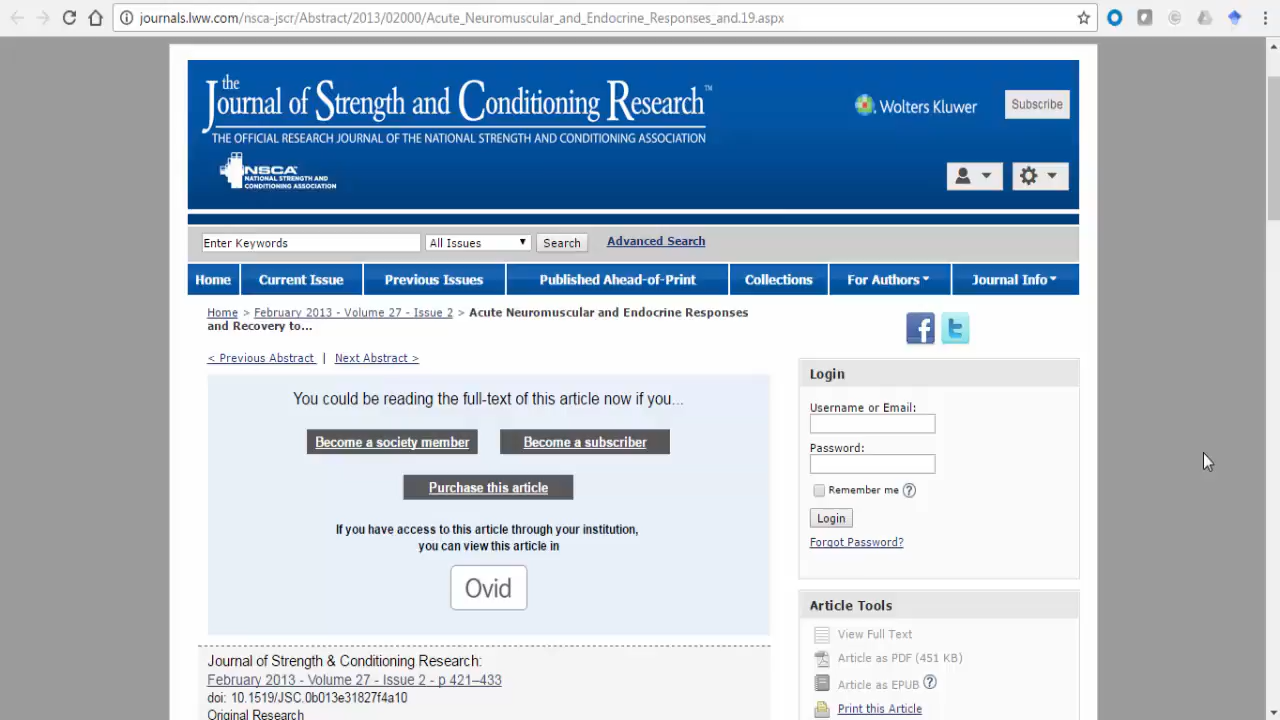 journals.lww.com/nsca-jscr/Abstract/2013/02000/Acute_Neuromuscular_and_Endocrine_Responses_and.19.aspx
the
Journal of Strength and Conditioning Research™
THE OFFICIAL RESEARCH JOURNAL OF THE NATIONAL STRENGTH AND CONDITIONING ASSOCIATION
Wolters Kluwer
Subscribe
NSCA
NATIONAL STRENGTH AND
CONDITIONING ASSOCIATION
Enter Keywords All Issues Search Advanced Search
Home Current Issue Previous Issues Published Ahead-of-Print Collections For Authors Journal Info
Home > February 2013 - Volume 27 - Issue 2 > Acute Neuromuscular and Endocrine Responses
and Recovery to...
< Previous Abstract | Next Abstract >
You could be reading the full-text of this article now if you...
Become a society member Become a subscriber
Purchase this article
If you have access to this article through your institution,
you can view this article in
Ovid
Journal of Strength & Conditioning Research:
February 2013 - Volume 27 - Issue 2 - p 421–433
doi: 10.1519/JSC.0b013e31827f4a10
Original Research
f t
Login
Username or Email:
Password:
Remember me ?
Login
Forgot Password?
Article Tools
View Full Text
Article as PDF (451 KB)
Article as EPUB ?
Print this Article